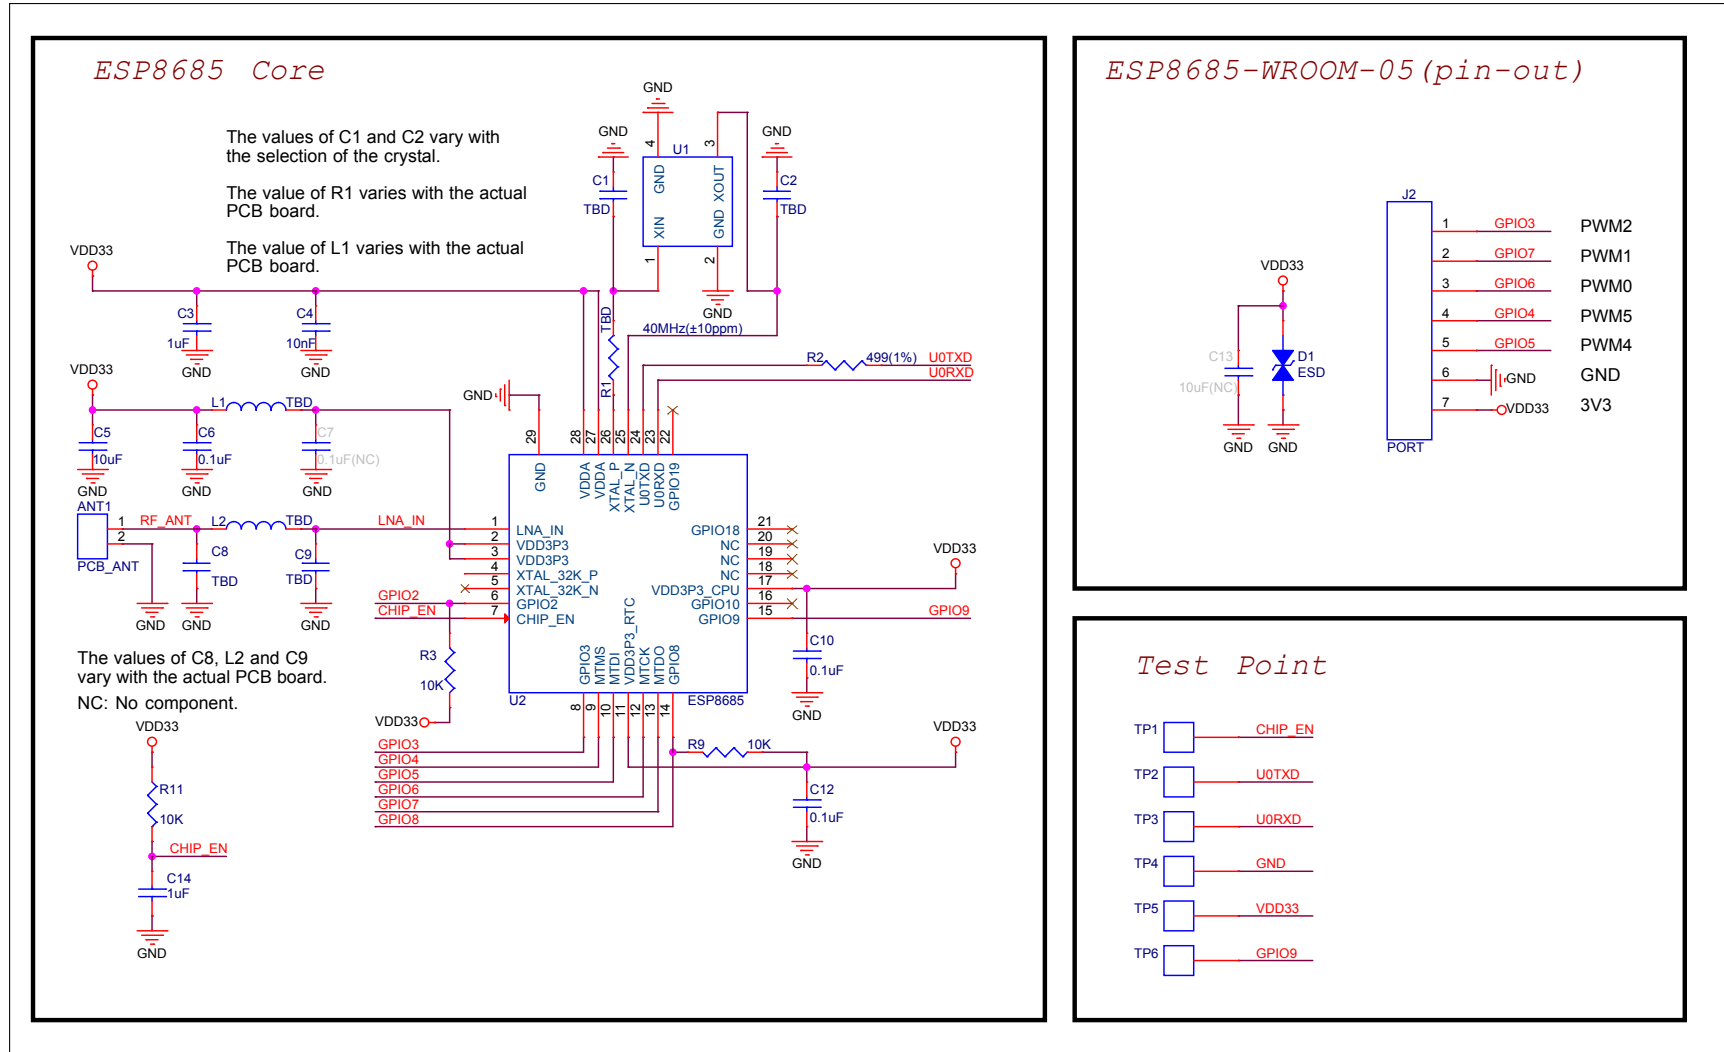 ESP8685 Core
The values of C1 and C2 vary with
the selection of the crystal.
The value of R1 varies with the actual
PCB board.
The value of L1 varies with the actual
PCB board.
GND
GND
GND
4
3
U1
GND
XOUT
XIN
GND
1
2
GND
C1
TBD
C2
TBD
VDD33
C3
1uF
GND
C4
10nF
GND
TBD
R1
40MHz(±10ppm)
R2
499(1%)
U0TXD
U0RXD
VDD33
L1
TBD
C5
10uF
GND
C6
0.1uF
GND
C7
0.1uF(NC)
GND
GND
29
28
27
26
25
24
23
22
GND
VDDA
VDDA
XTAL_P
XTAL_N
U0TXD
U0RXD
GPIO19
ANT1
1
2
PCB_ANT
RF_ANT
L2
TBD
LNA_IN
C8
TBD
C9
TBD
GND
GND
GND
1
LNA_IN
2
VDD3P3
3
VDD3P3
4
XTAL_32K_P
5
XTAL_32K_N
GPIO2
6
GPIO2
CHIP_EN
7
CHIP_EN
GPIO18
21
NC
20
NC
19
NC
18
VDD3P3_CPU
17
GPIO10
16
GPIO9
15
GPIO9
VDD33
C10
0.1uF
GND
GPIO3
MTMS
MTDI
VDD3P3_RTC
MTCK
MTDO
GPIO8
U2
ESP8685
8
9
10
11
12
13
14
R3
10K
VDD33
The values of C8, L2 and C9
vary with the actual PCB board.
NC: No component.
GPIO3
GPIO4
GPIO5
GPIO6
GPIO7
GPIO8
R9
10K
VDD33
C12
0.1uF
GND
VDD33
R11
10K
CHIP_EN
C14
1uF
GND
ESP8685-WROOM-05(pin-out)
VDD33
C13
10uF(NC)
GND
D1
ESD
GND
J2
1 GPIO3 PWM2
2 GPIO7 PWM1
3 GPIO6 PWM0
4 GPIO4 PWM5
5 GPIO5 PWM4
6 GND GND
7 VDD33 3V3
PORT
Test Point
TP1 CHIP_EN
TP2 U0TXD
TP3 U0RXD
TP4 GND
TP5 VDD33
TP6 GPIO9